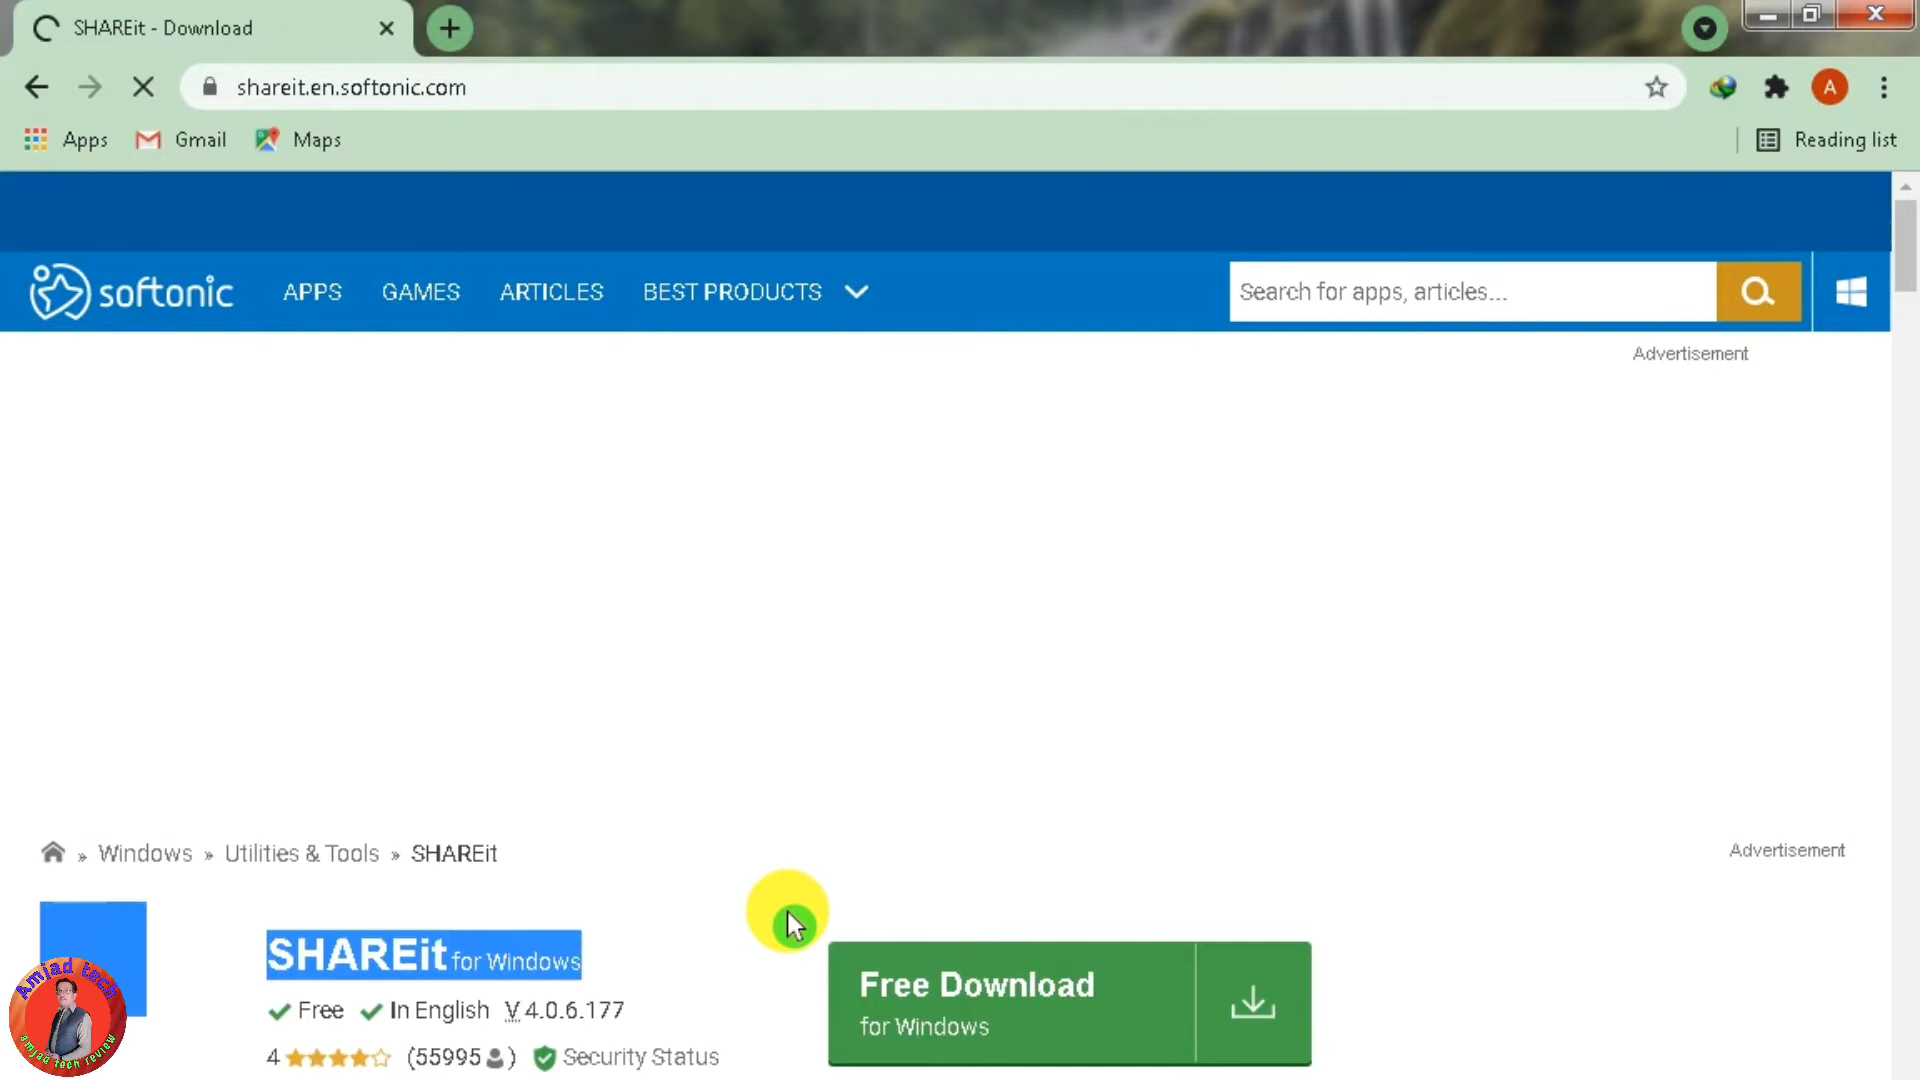 SHAREit - Download
shareit.en.softonic.com
A
Apps Gmail Maps Reading list
softonic APPS GAMES ARTICLES BEST PRODUCTS Search for apps, articles...
Advertisement
» Windows » Utilities & Tools » SHAREit
Advertisement
SHAREit for Windows
Free In English V 4.0.6.177
4 (55995) Security Status
Free Download
for Windows
Amjad tech
amjad tech review